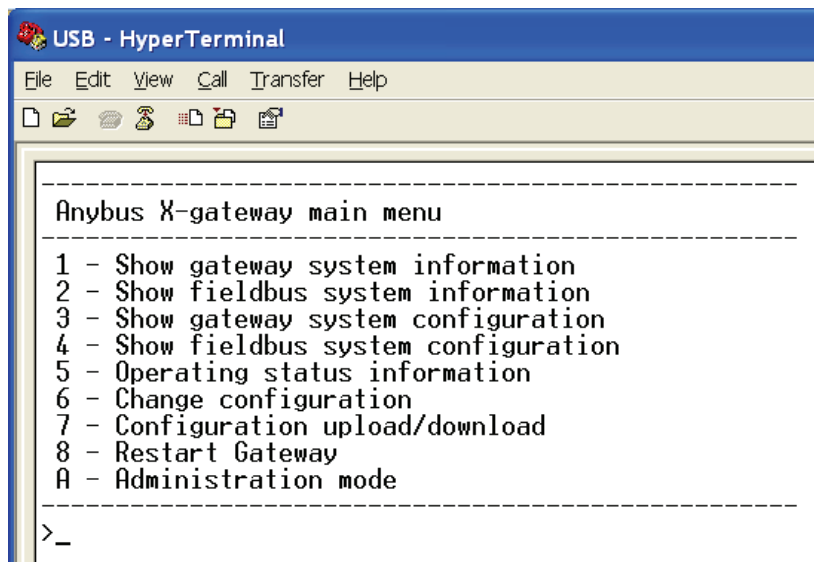 USB - HyperTerminal
File Edit View Call Transfer Help
Anybus X-gateway main menu
1 - Show gateway system information
2 - Show fieldbus system information
3 - Show gateway system configuration
4 - Show fieldbus system configuration
5 - Operating status information
6 - Change configuration
7 - Configuration upload/download
8 - Restart Gateway
A - Administration mode
>_